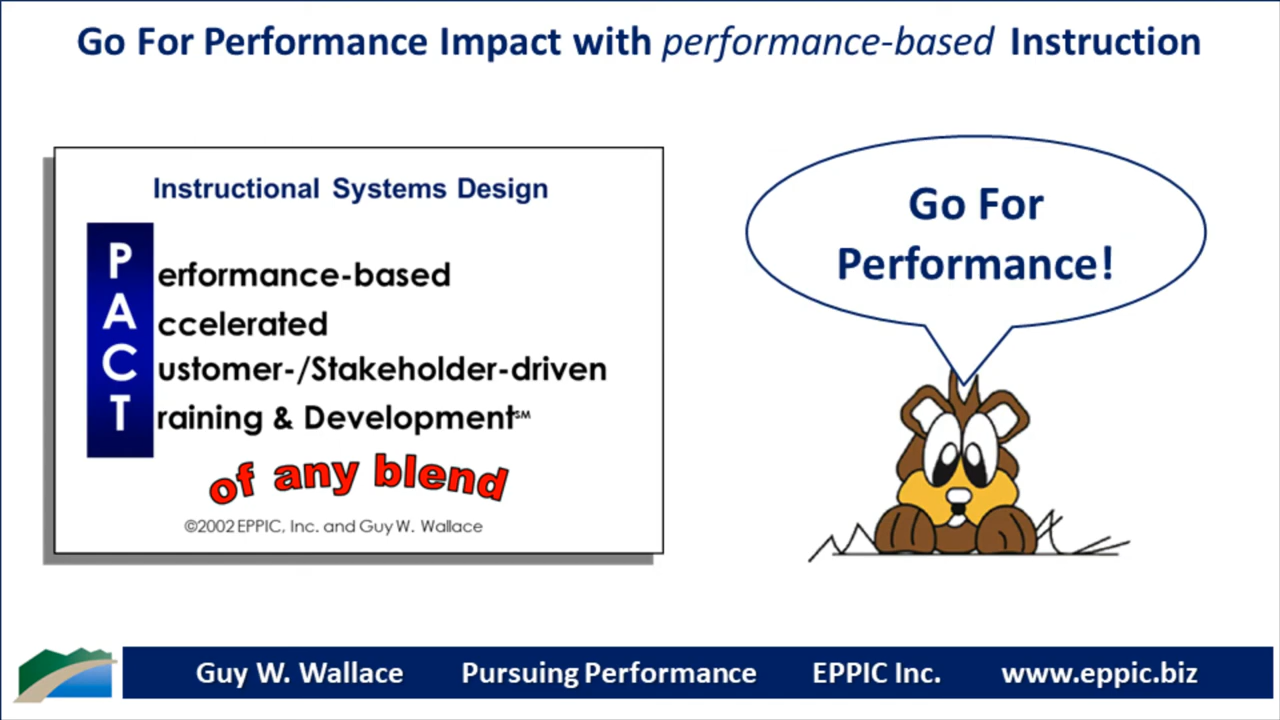 Go For Performance Impact with performance-based Instruction
Instructional Systems Design
Performance-based
Accelerated
Customer-/Stakeholder-driven
Training & Development℠
of any blend
©2002 EPPIC, Inc. and Guy W. Wallace
Go For
Performance!
Guy W. Wallace Pursuing Performance EPPIC Inc. www.eppic.biz